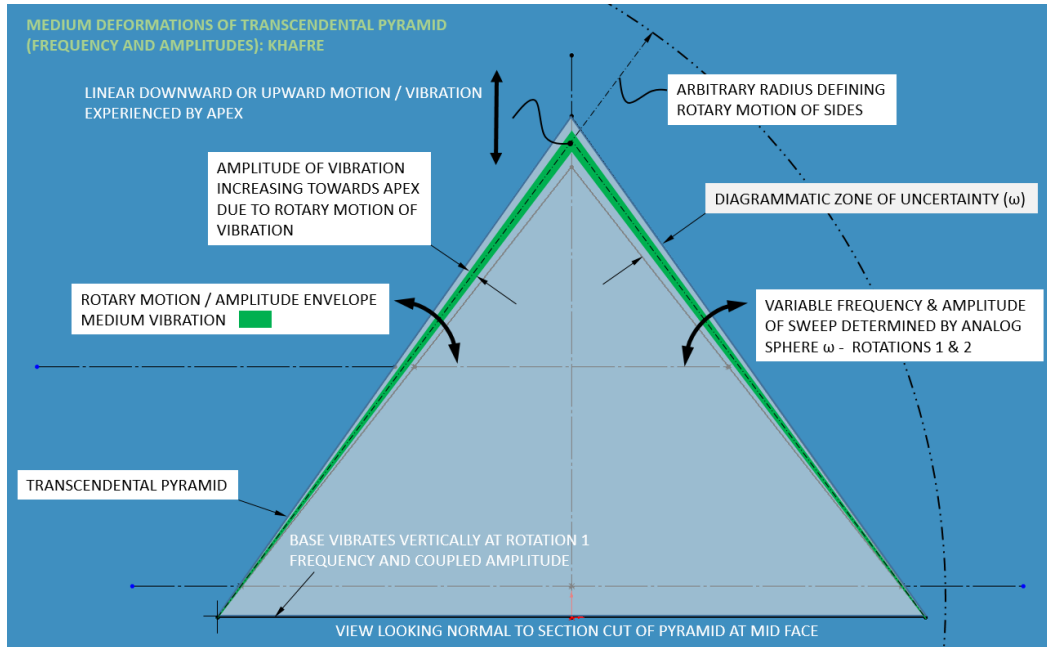 MEDIUM DEFORMATIONS OF TRANSCENDENTAL PYRAMID
(FREQUENCY AND AMPLITUDES): KHAFRE
LINEAR DOWNWARD OR UPWARD MOTION / VIBRATION
EXPERIENCED BY APEX
ARBITRARY RADIUS DEFINING
ROTARY MOTION OF SIDES
AMPLITUDE OF VIBRATION
INCREASING TOWARDS APEX
DUE TO ROTARY MOTION OF
VIBRATION
DIAGRAMMATIC ZONE OF UNCERTAINTY (ω)
ROTARY MOTION / AMPLITUDE ENVELOPE
MEDIUM VIBRATION
VARIABLE FREQUENCY & AMPLITUDE
OF SWEEP DETERMINED BY ANALOG
SPHERE ω - ROTATIONS 1 & 2
TRANSCENDENTAL PYRAMID
BASE VIBRATES VERTICALLY AT ROTATION 1
FREQUENCY AND COUPLED AMPLITUDE
VIEW LOOKING NORMAL TO SECTION CUT OF PYRAMID AT MID FACE